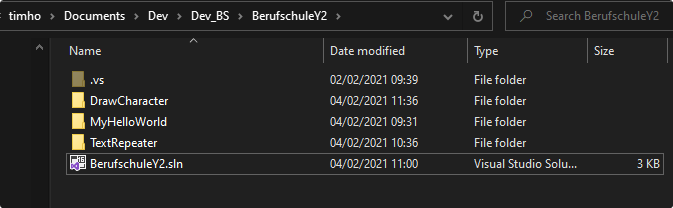 timho > Documents > Dev > Dev_BS > BerufschuleY2 Search BerufschuleY2
Name Date modified Type Size
.vs 02/02/2021 09:39 File folder
DrawCharacter 04/02/2021 11:36 File folder
MyHelloWorld 04/02/2021 09:31 File folder
TextRepeater 04/02/2021 10:36 File folder
BerufschuleY2.sln 04/02/2021 11:00 Visual Studio Solu... 3 KB